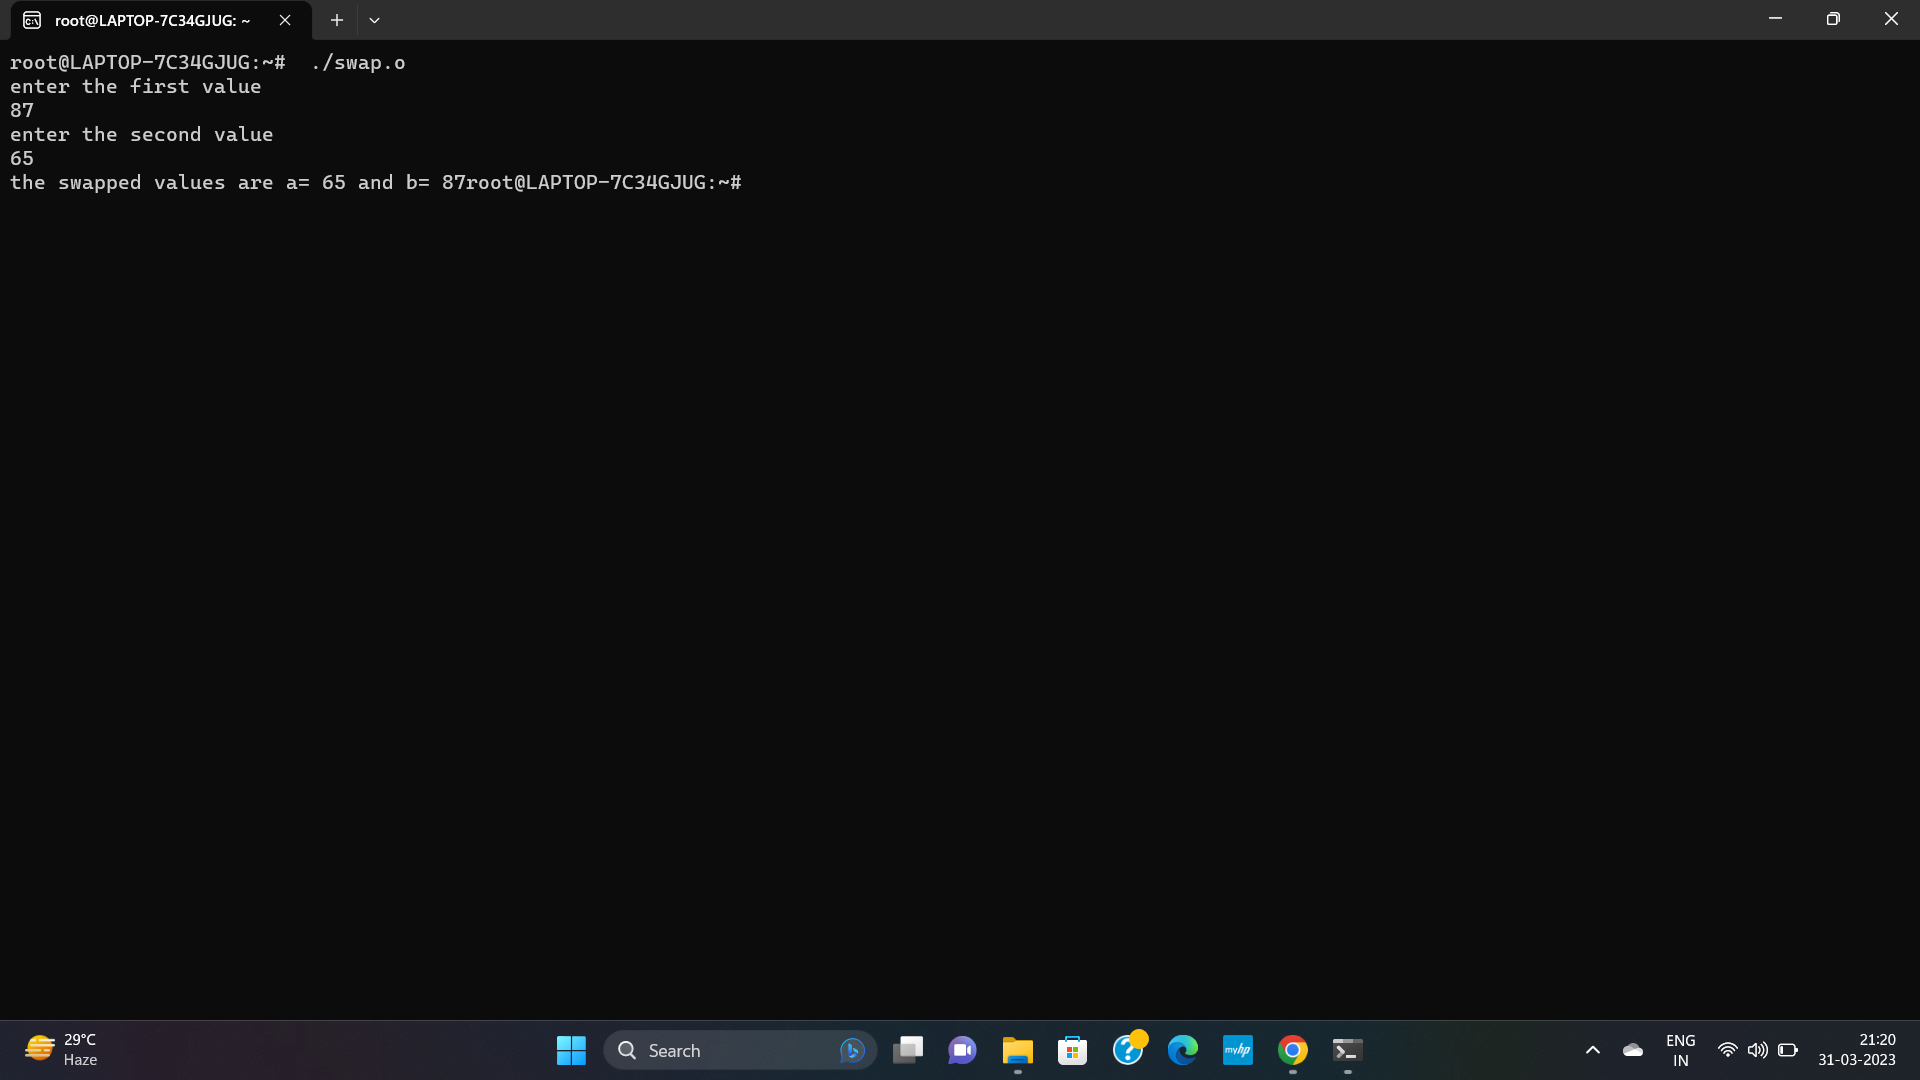 root@LAPTOP-7C34GJUG: ~
root@LAPTOP-7C34GJUG:~#  ./swap.o
enter the first value
87
enter the second value
65
the swapped values are a= 65 and b= 87root@LAPTOP-7C34GJUG:~#
29°C
Haze
Search
myhp
ENG
IN
21:20
31-03-2023